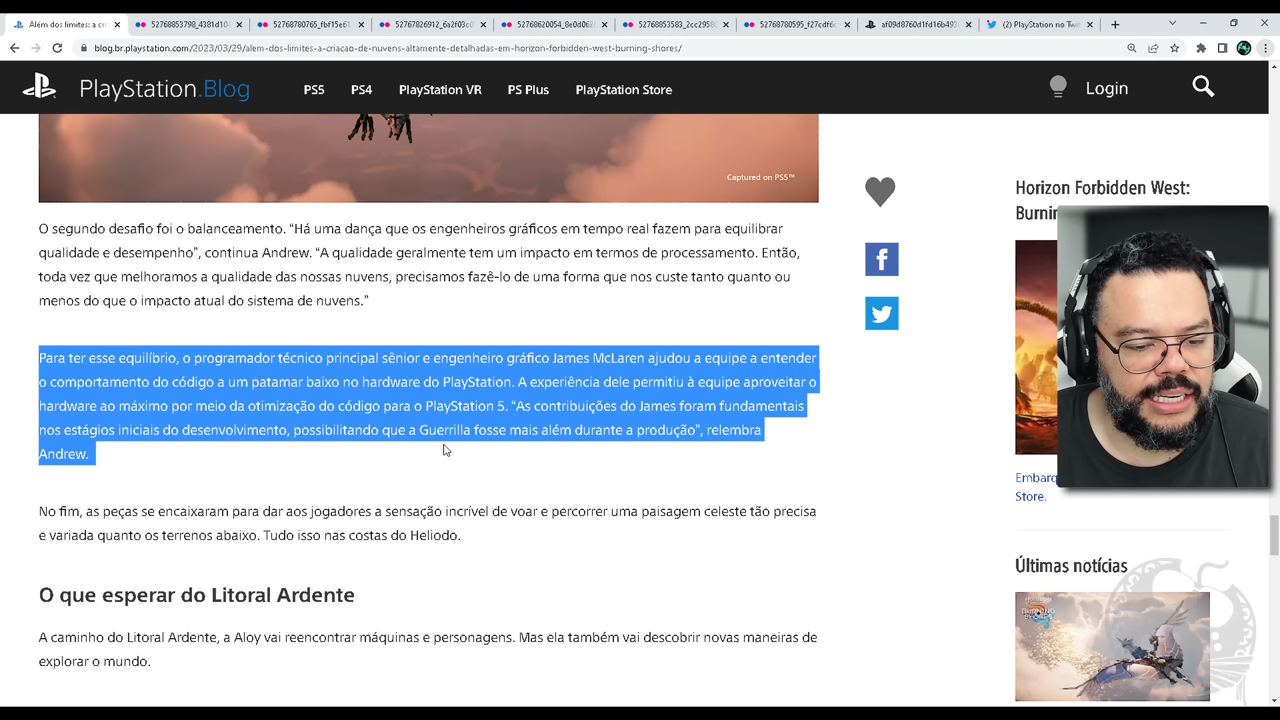 Além dos limites: a cri
52768853798_4381d104
52768780765_fbf15e61
52767826912_6a2f03c0
52768620054_8e0d062
52768853583_2cc2958
52768780595_f27cdf6c
af09d8760d1fd16b493
(2) PlayStation no Twi
blog.br.playstation.com/2023/03/29/alem-dos-limites-a-criacao-de-nuvens-altamente-detalhadas-em-horizon-forbidden-west-burning-shores/
PlayStation.Blog
PS5
PS4
PlayStation VR
PS Plus
PlayStation Store
Login
Captured on PS5™
O segundo desafio foi o balanceamento. “Há uma dança que os engenheiros gráficos em tempo real fazem para equilibrar
qualidade e desempenho”, continua Andrew. “A qualidade geralmente tem um impacto em termos de processamento. Então,
toda vez que melhoramos a qualidade das nossas nuvens, precisamos fazê-lo de uma forma que nos custe tanto quanto ou
menos do que o impacto atual do sistema de nuvens.”
Para ter esse equilíbrio, o programador técnico principal sênior e engenheiro gráfico James McLaren ajudou a equipe a entender
o comportamento do código a um patamar baixo no hardware do PlayStation. A experiência dele permitiu à equipe aproveitar o
hardware ao máximo por meio da otimização do código para o PlayStation 5. “As contribuições do James foram fundamentais
nos estágios iniciais do desenvolvimento, possibilitando que a Guerrilla fosse mais além durante a produção”, relembra
Andrew.
No fim, as peças se encaixaram para dar aos jogadores a sensação incrível de voar e percorrer uma paisagem celeste tão precisa
e variada quanto os terrenos abaixo. Tudo isso nas costas do Heliodo.
O que esperar do Litoral Ardente
A caminho do Litoral Ardente, a Aloy vai reencontrar máquinas e personagens. Mas ela também vai descobrir novas maneiras de
explorar o mundo.
Horizon Forbidden West:
Burnin
Embarq
Store.
Últimas notícias